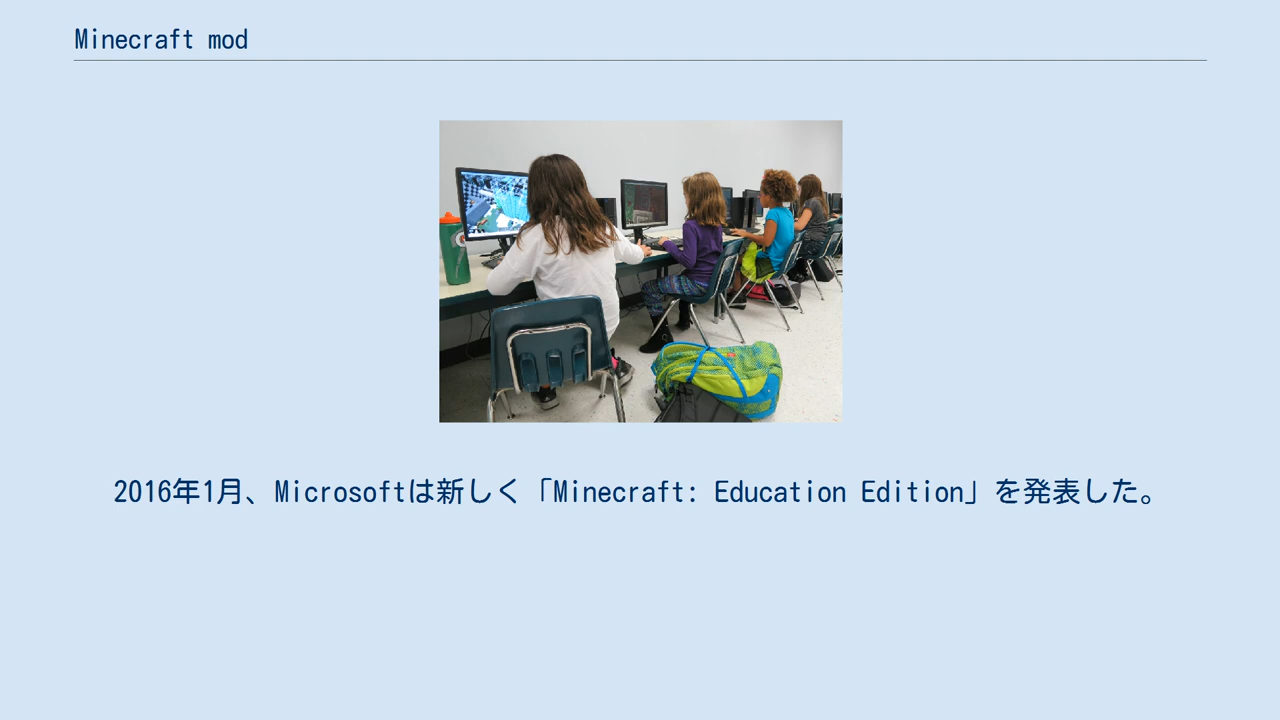 Minecraft mod
2016年1月、Microsoftは新しく「Minecraft: Education Edition」を発表した。